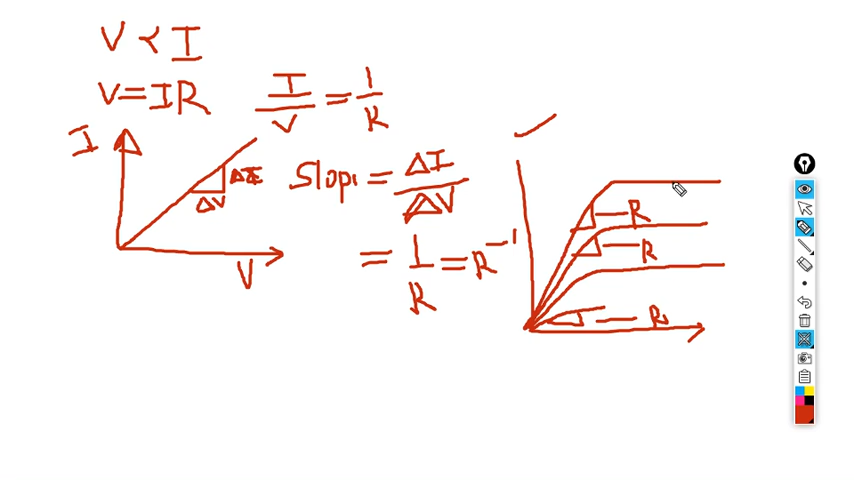 V < I
V = IR
I/V = 1/R
I
ΔI
ΔV
V
Slope = ΔI/ΔV
= 1/R = R⁻¹
R
R
R